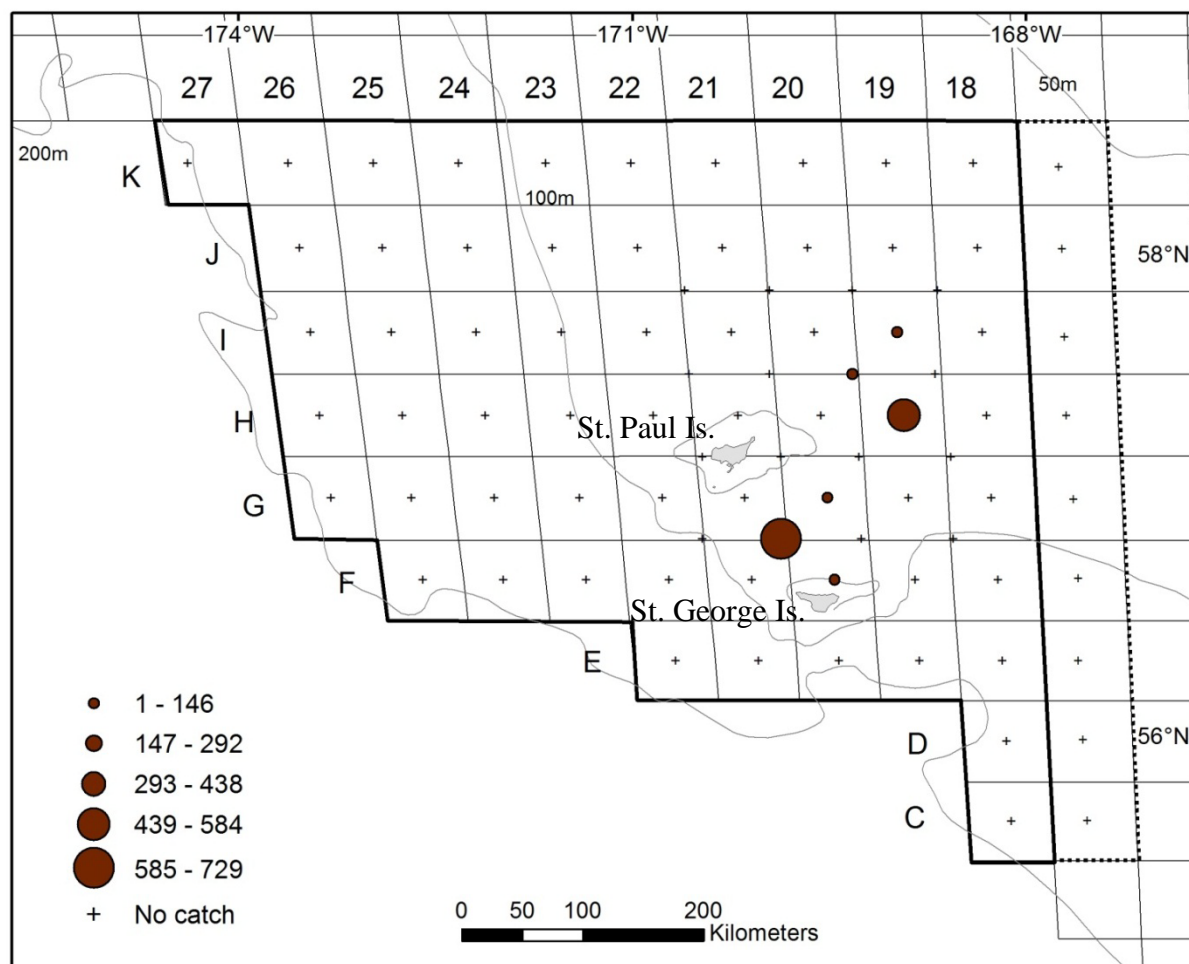 174°W 171°W 168°W
27 26 25 24 23 22 21 20 19 18 50m
200m
K
100m
J
58°N
I
H
St. Paul Is.
G
F
St. George Is.
E
D
56°N
C
1 - 146
147 - 292
293 - 438
439 - 584
585 - 729
No catch
0 50 100 200
Kilometers